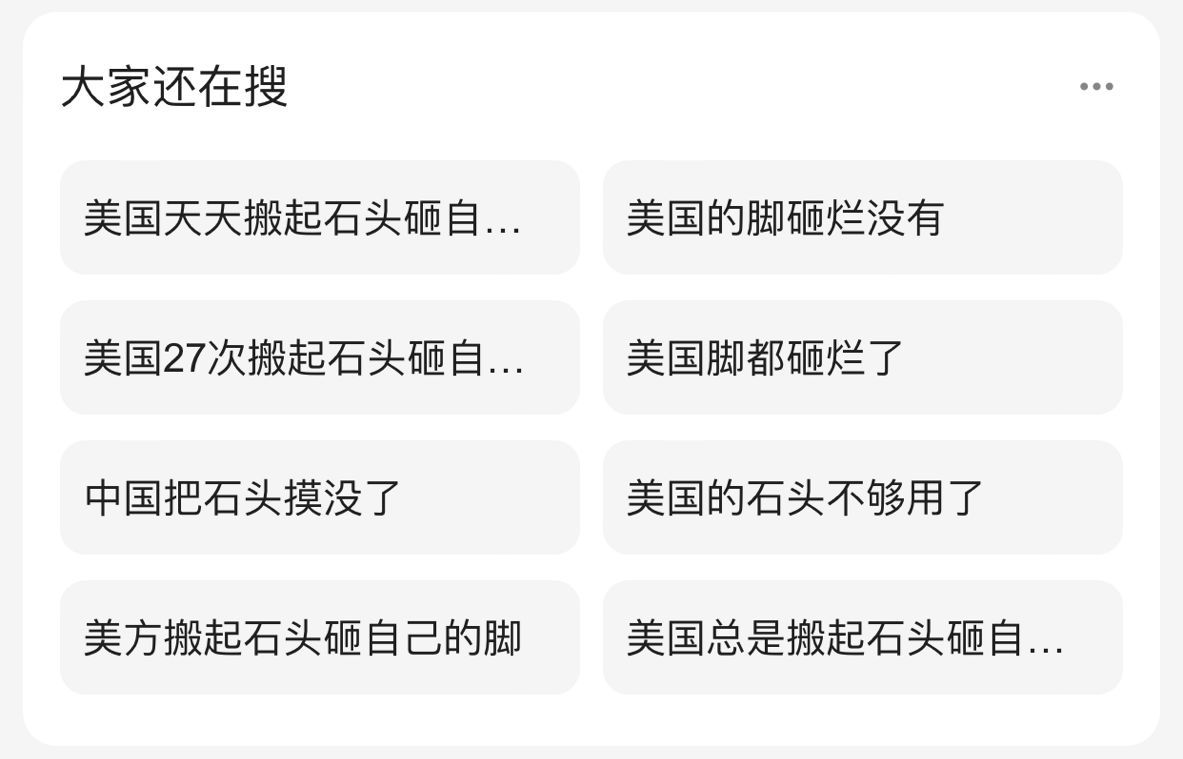 大家还在搜
美国天天搬起石头砸自...
美国的脚砸烂没有
美国27次搬起石头砸自...
美国脚都砸烂了
中国把石头摸没了
美国的石头不够用了
美方搬起石头砸自己的脚
美国总是搬起石头砸自...